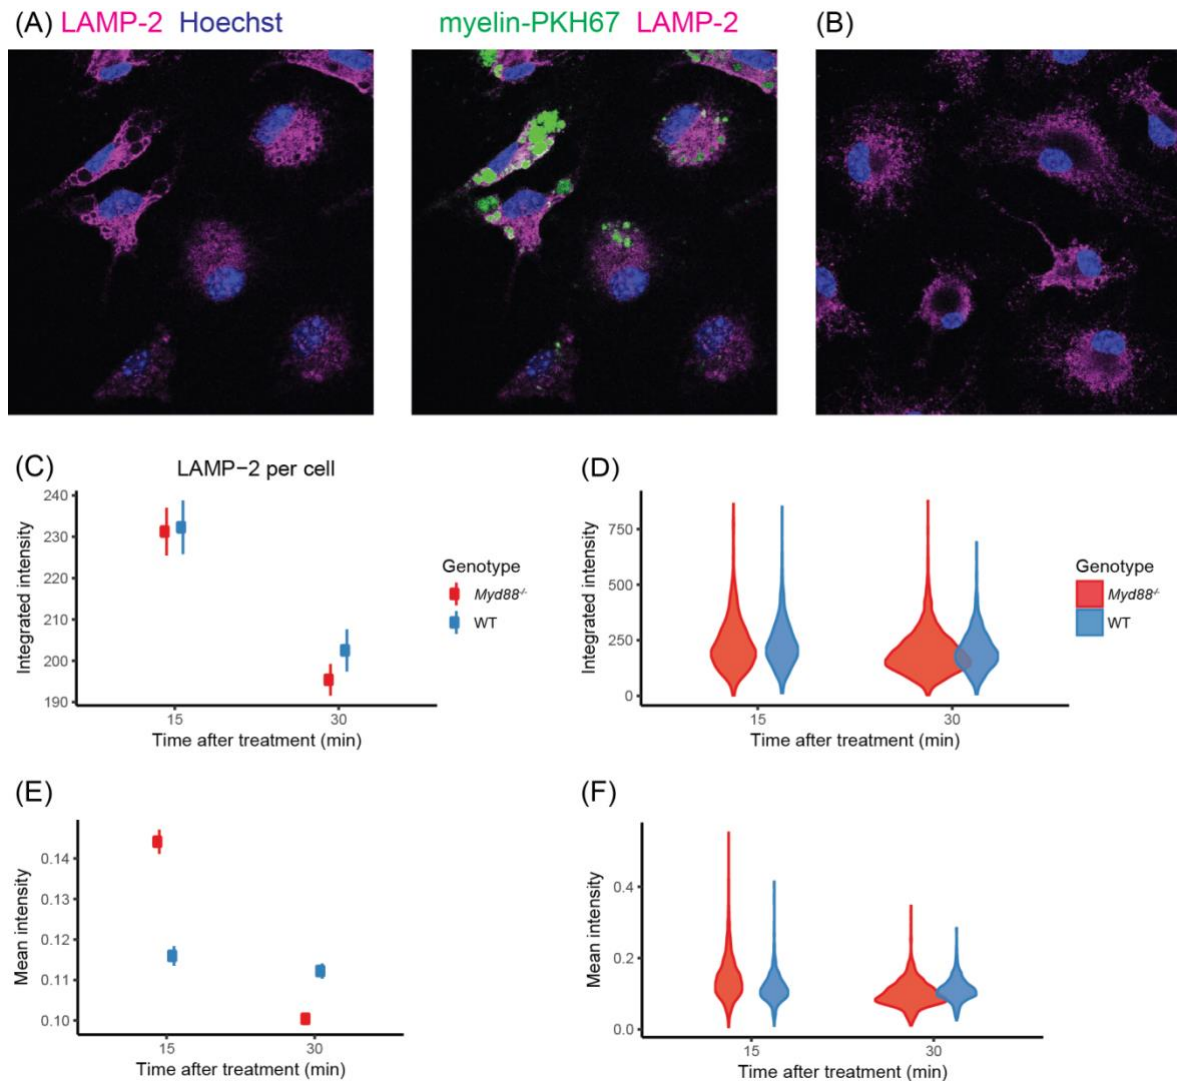 (A) LAMP-2 Hoechst
myelin-PKH67 LAMP-2
(B)
(C)
LAMP−2 per cell
240
230
220
210
200
190
Integrated intensity
15
30
Time after treatment (min)
Genotype
Myd88-/-
WT
(D)
750
500
250
0
Integrated intensity
15
30
Time after treatment (min)
Genotype
Myd88-/-
WT
(E)
0.14
0.13
0.12
0.11
0.10
Mean intensity
15
30
Time after treatment (min)
(F)
0.4
0.2
0.0
Mean intensity
15
30
Time after treatment (min)